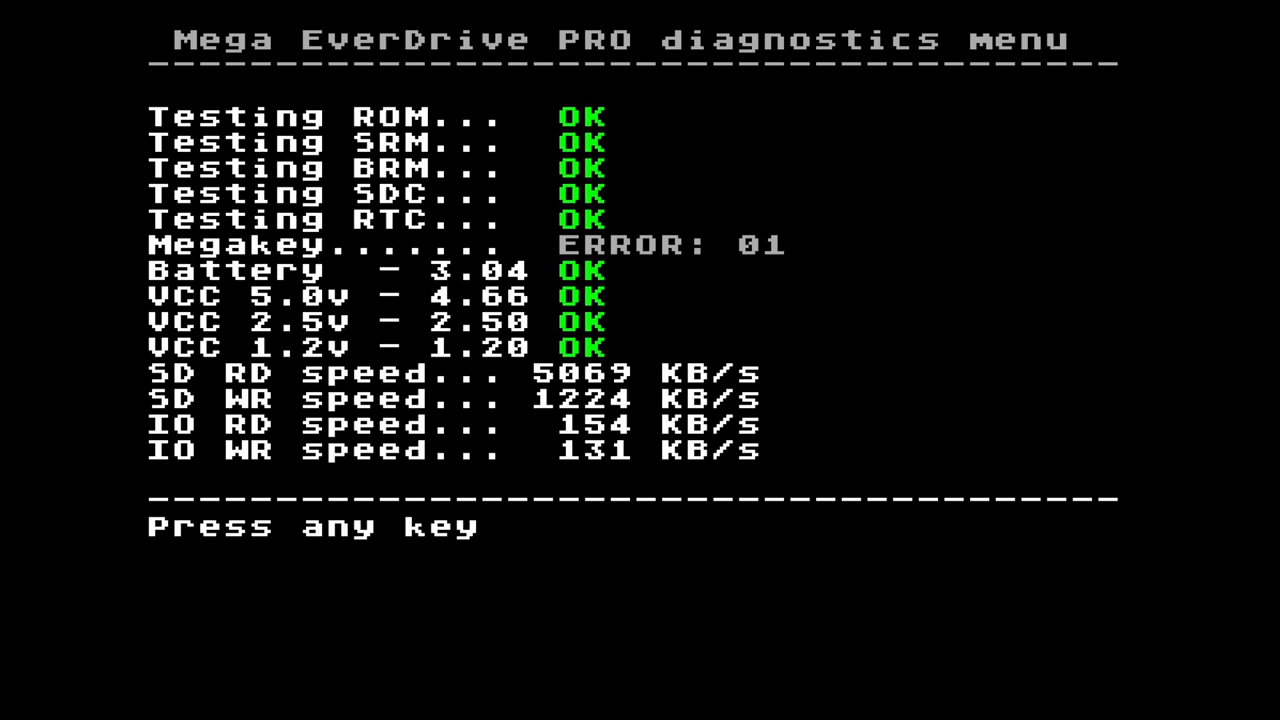 Mega EverDrive PRO diagnostics menu
--------------------------------------
Testing ROM... OK
Testing SRM... OK
Testing BRM... OK
Testing SDC... OK
Testing RTC... OK
Megakey....... ERROR: 01
Battery - 3.04 OK
VCC 5.0v - 4.66 OK
VCC 2.5v - 2.50 OK
VCC 1.2v - 1.20 OK
SD RD speed... 5069 KB/s
SD WR speed... 1224 KB/s
IO RD speed... 154 KB/s
IO WR speed... 131 KB/s
--------------------------------------
Press any key